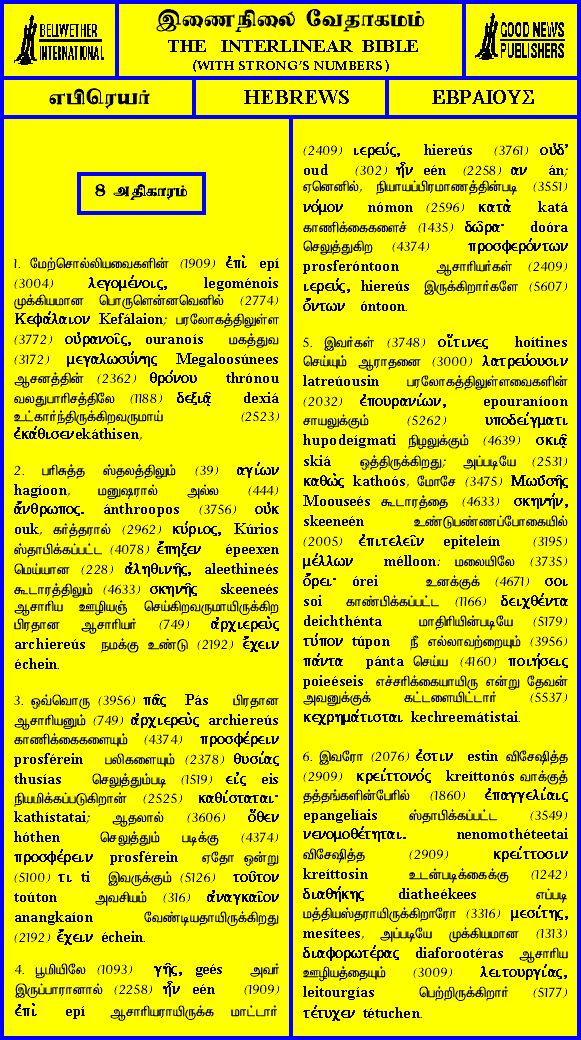 BELLWETHER
INTERNATIONAL
இணைநிலை வேதாகமம்
THE INTERLINEAR BIBLE
(WITH STRONG'S NUMBERS)
GOOD NEWS
PUBLISHERS
எபிரெயர்
HEBREWS
ΕΒΡΑΙΟΥΣ
8 அதிகாரம்
1. மேற்சொல்லியவைகளின் (1909) ἐπὶ epí
(3004) λεγομένοις, legoménois
முக்கியமான பொருளென்னவெனில் (2774)
Κεφάλαιον Kefálaion; பரலோகத்திலுள்ள
(3772) οὐρανοῖς, ouranoís மகத்துவ
(3172) μεγαλωσύνης Megaloosúnees
ஆசனத்தின் (2362) θρόνου thrónou
வலதுபாரிசத்திலே (1188) δεξιᾷ dexiá
உட்கார்ந்திருக்கிறவருமாய் (2523)
ἐκάθισενekáthisen,
2. பரிசுத்த ஸ்தலத்திலும் (39) αγίων
hagíoon, மனுஷரால் அல்ல (444)
ἄνθρωπος. ánthroopos (3756) οὐκ
ouk, கர்த்தரால் (2962) κύριος, Kúrios
ஸ்தாபிக்கப்பட்ட (4078) ἔπηξεν épeexen
மெய்யான (228) ἀληθινῆς, aleethineés
கூடாரத்திலும் (4633) σκηνῆς skeeneés
ஆசாரிய ஊழியஞ் செய்கிறவருமாயிருக்கிற
பிரதான ஆசாரியர் (749) ἀρχιερεὺς
archiereús நமக்கு உண்டு (2192) ἔχειν
échein.
3. ஒவ்வொரு (3956) πᾶς Pás பிரதான
ஆசாரியனும் (749) ἀρχιερεὺς archiereús
காணிக்கைகளையும் (4374) προσφέρειν
prosférein பலிகளையும் (2378) θυσίας
thusías செலுத்தும்படி (1519) εἰς eis
நியமிக்கப்படுகிறான் (2525) καθίσταται·
kathístatai; ஆதலால் (3606) ὅθεν
hóthen செலுத்தும் படிக்கு (4374)
προσφέρειν prosférein ஏதோ ஒன்று
(5100) τι ti இவருக்கும் (5126) τοῦτον
toúton அவசியம் (316) ἀναγκαῖον
anangkaíon வேண்டியதாயிருக்கிறது
(2192) ἔχειν échein.
4. பூமியிலே (1093) γῆς, geés அவர்
இருப்பாரானால் (2258) ἦν eén (1909)
ἐπὶ epí ஆசாரியராயிருக்க மாட்டார்
(2409) ιερεύς, hiereús (3761) οὐδ'
oud (302) ἦν eén (2258) αν án;
ஏனெனில், நியாயப்பிரமாணத்தின்படி (3551)
νόμον nómon (2596) κατὰ katá
காணிக்கைகளைச் (1435) δῶρα· doóra
செலுத்துகிற (4374) προσφερόντων
prosferóntoon ஆசாரியர்கள் (2409)
ιερεύς, hiereús இருக்கிறார்களே (5607)
ὄντων óntoon.
5. இவர்கள் (3748) οἵτινες hoítines
செய்யும் ஆராதனை (3000) λατρεύουσιν
latreúousin பரலோகத்திலுள்ளவைகளின்
(2032) ἐπουρανίων, epouraníoon
சாயலுக்கும் (5262) υποδείγματι
hupodeígmati நிழலுக்கும் (4639) σκιᾷ
skiá ஒத்திருக்கிறது; அப்படியே (2531)
καθὼς kathoós, மோசே (3475) Μωϋσῆς
Moouseés கூடாரத்தை (4633) σκηνήν,
skeeneén உண்டுபண்ணப்போகையில்
(2005) ἐπιτελεῖν epiteleín (3195)
μέλλων mélloon: மலையிலே (3735)
ὄρει· órei உனக்குக் (4671) σοι
soi காண்பிக்கப்பட்ட (1166) δειχθέντα
deichthénta மாதிரியின்படியே (5179)
τύπον túpon நீ எல்லாவற்றையும் (3956)
πάντα pánta செய்ய (4160) ποιήσεις
poieéseis எச்சரிக்கையாயிரு என்று தேவன்
அவனுக்குக் கட்டளையிட்டார் (5537)
κεχρημάτισται kechreemátistai.
6. இவரோ (2076) ἐστιν estin விசேஷித்த
(2909) κρείττονός kreíttonós வாக்குத்
தத்தங்களின்பேரில் (1860) ἐπαγγελίαις
epangelíais ஸ்தாபிக்கப்பட்ட (3549)
νενομοθέτηται. nenomothéteetai
விசேஷித்த (2909) κρείττοσιν
kreíttosin உடன்படிக்கைக்கு (1242)
διαθήκης diatheékees எப்படி
மத்தியஸ்தராயிருக்கிறாரோ (3316) μεσίτης,
mesítees, அப்படியே முக்கியமான (1313)
διαφορωτέρας diaforootéras ஆசாரிய
ஊழியத்தையும் (3009) λειτουργίας,
leitourgías பெற்றிருக்கிறார் (5177)
τέτυχεν tétuchen.